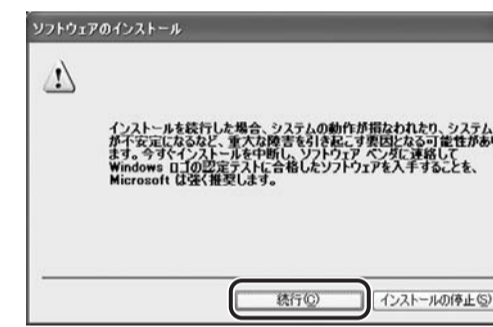 ソフトウェアのインストール
インストールを続行した場合、システムの動作が損なわれたり、システム
が不安定になるなど、重大な障害を引き起こす要因となる可能性があり
ます。今すぐインストールを中断し、ソフトウェア ベンダに連絡して
Windows ロゴの認定テストに合格したソフトウェアを入手することを、
Microsoft は強く推奨します。
続行(C) インストールの停止(S)